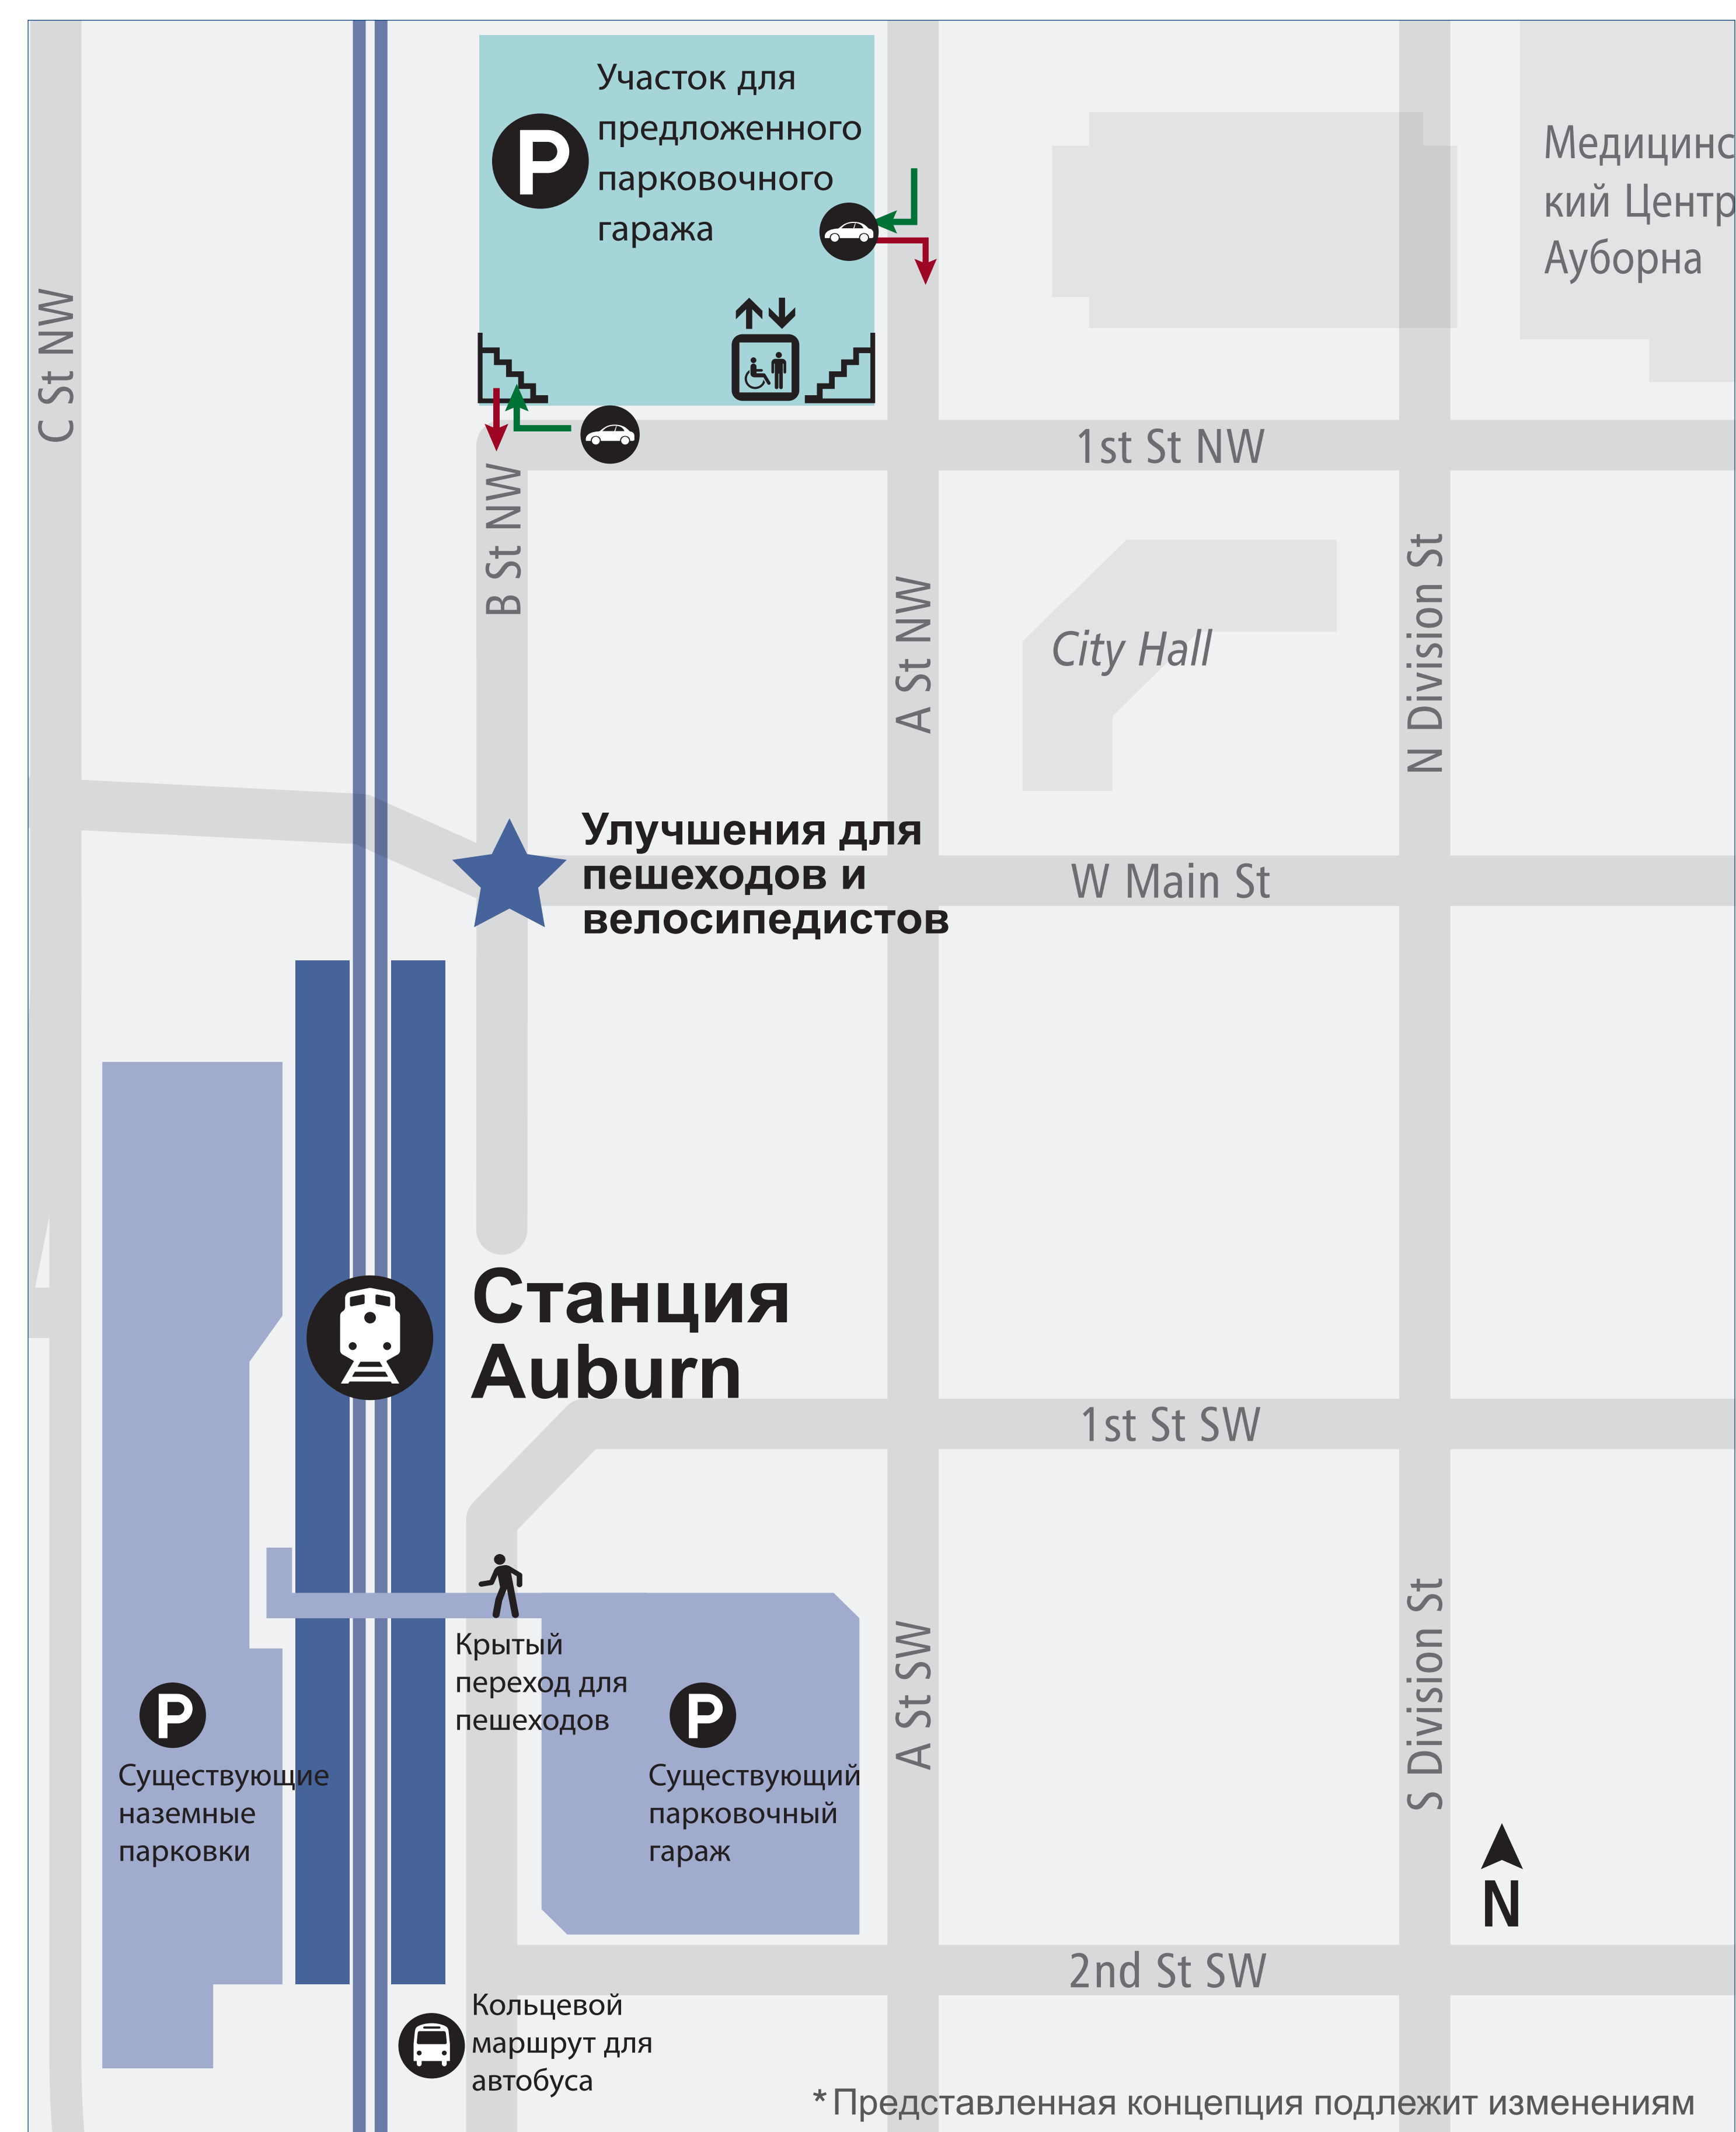 Участок для
предложенного
парковочного
гаража
P
Медицинс
кий Центр
Ауборна
C St NW
1st St NW
B St NW
A St NW
N Division St
City Hall
Улучшения для
пешеходов и
велосипедистов
W Main St
Станция
Auburn
1st St SW
Крытый
переход для
пешеходов
A St SW
S Division St
P
Существующие
наземные
парковки
P
Существующий
парковочный
гараж
N
2nd St SW
Кольцевой
маршрут для
автобуса
* Представленная концепция подлежит изменениям